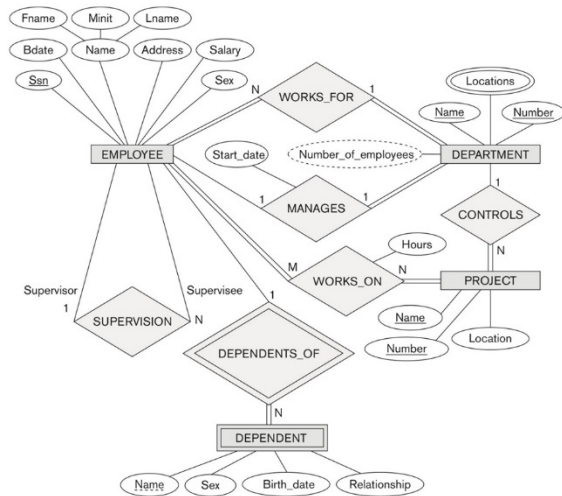 Fname
Minit
Lname
Bdate
Name
Address
Salary
Ssn
Sex
N
WORKS_FOR
1
Locations
Name
Number
EMPLOYEE
Start_date
Number_of_employees
DEPARTMENT
1
MANAGES
1
1
CONTROLS
Hours
M
WORKS_ON
N
N
PROJECT
Supervisor
1
SUPERVISION
Supervisee
N
1
Name
Number
Location
DEPENDENTS_OF
N
DEPENDENT
Name
Sex
Birth_date
Relationship